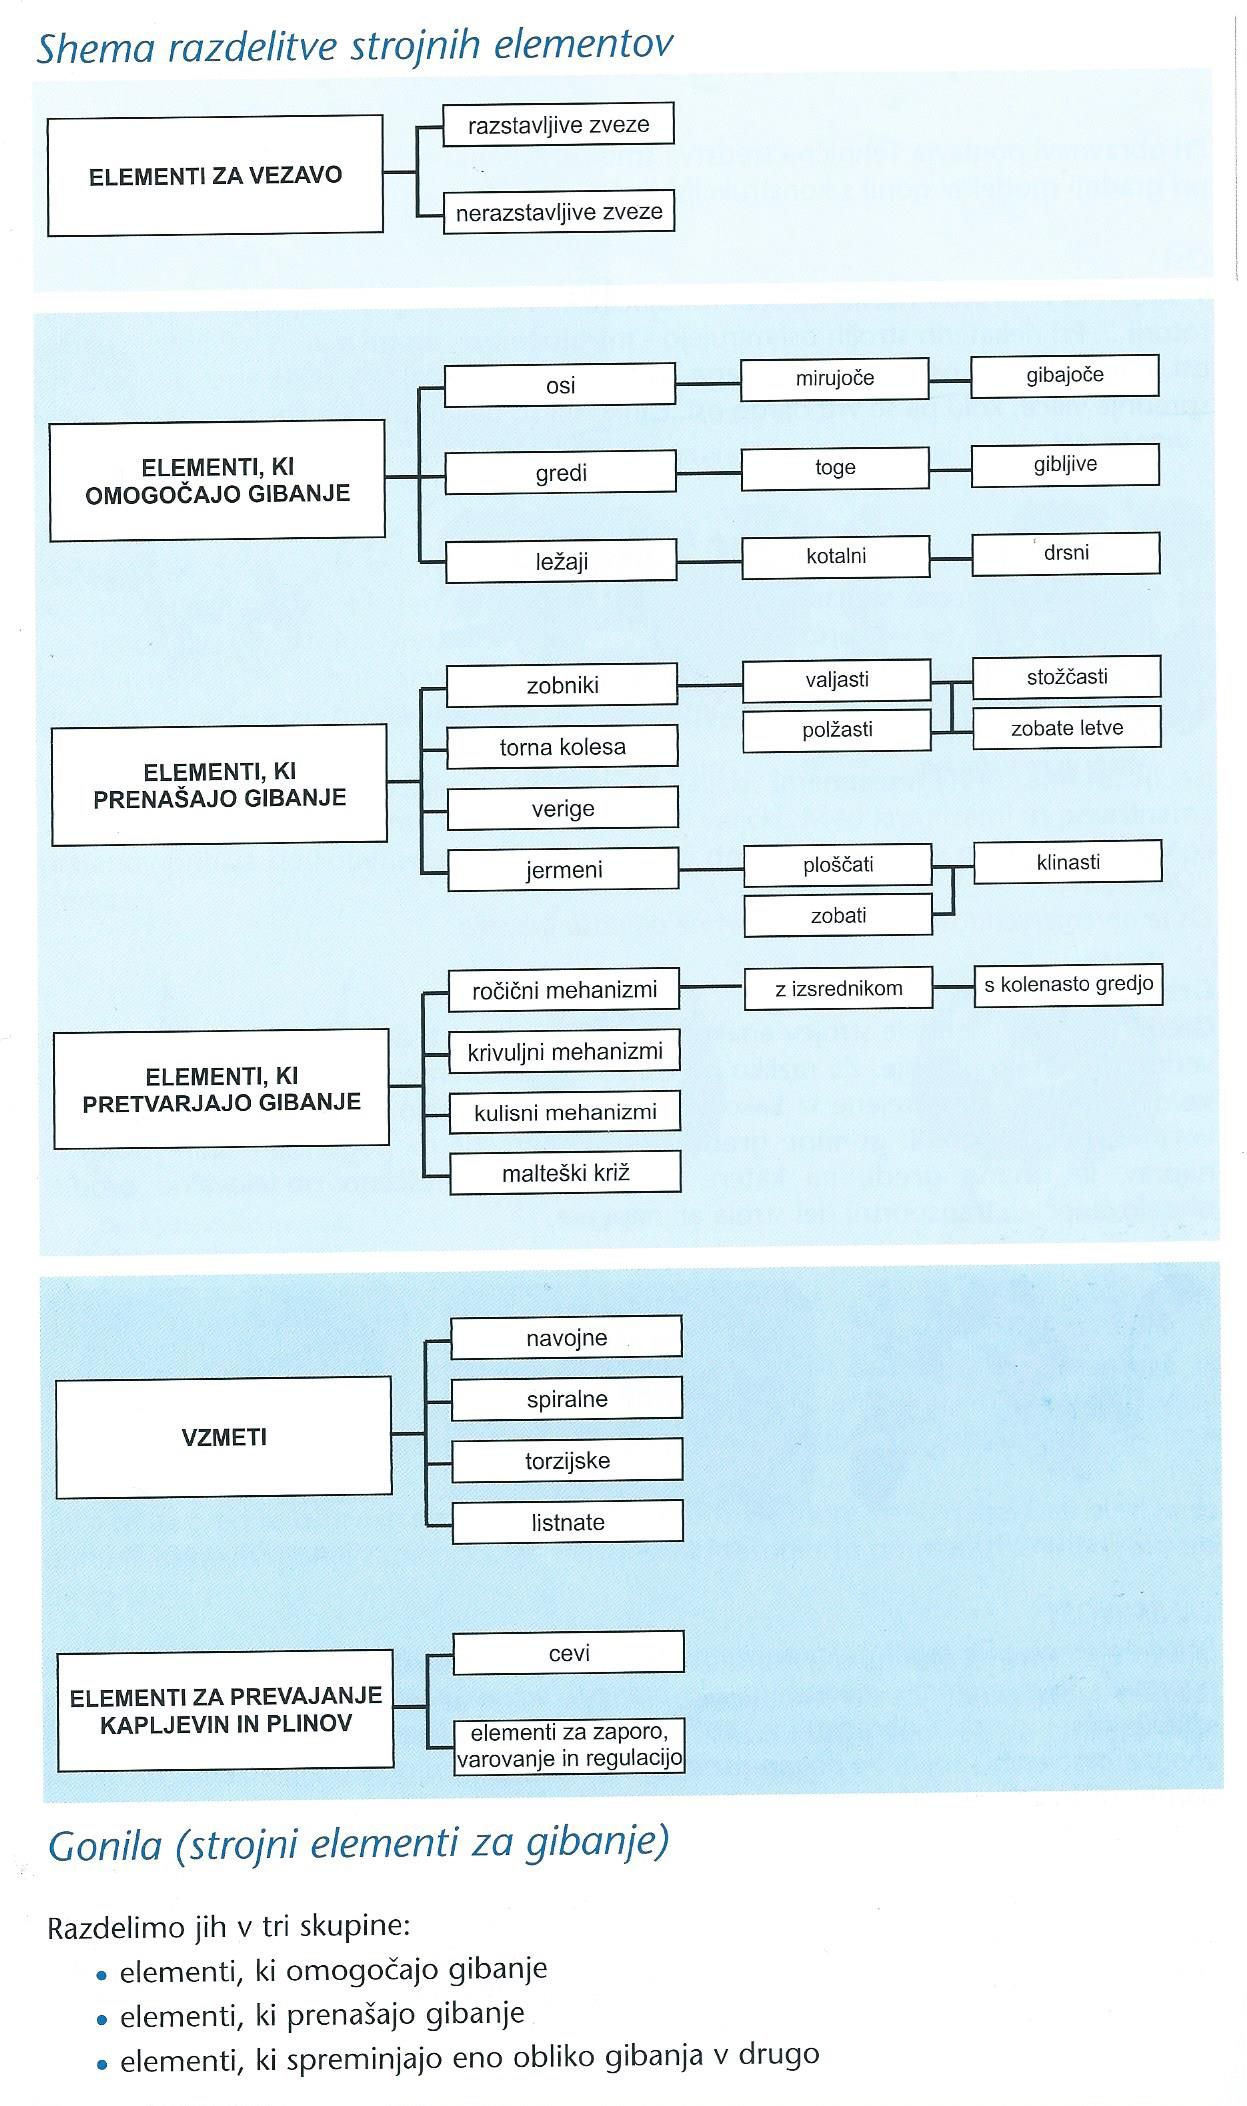 Shema razdelitve strojnih elementov
ELEMENTI ZA VEZAVO
razstavljive zveze
nerazstavljive zveze
ELEMENTI, KI
OMOGOČAJO GIBANJE
osi
mirujoče
gibajoče
gredi
toge
gibljive
ležaji
kotalni
drsni
ELEMENTI, KI
PRENAŠAJO GIBANJE
zobniki
valjasti
stožčasti
polžasti
zobate letve
torna kolesa
verige
jermeni
ploščati
klinasti
zobati
ELEMENTI, KI
PRETVARJAJO GIBANJE
ročični mehanizmi
z izsrednikom
s kolenasto gredjo
krivuljni mehanizmi
kulisni mehanizmi
malteški križ
VZMETI
navojne
spiralne
torzijske
listnate
ELEMENTI ZA PREVAJANJE
KAPLJEVIN IN PLINOV
cevi
elementi za zaporo,
varovanje in regulacijo
Gonila (strojni elementi za gibanje)
Razdelimo jih v tri skupine:
• elementi, ki omogočajo gibanje
• elementi, ki prenašajo gibanje
• elementi, ki spreminjajo eno obliko gibanja v drugo